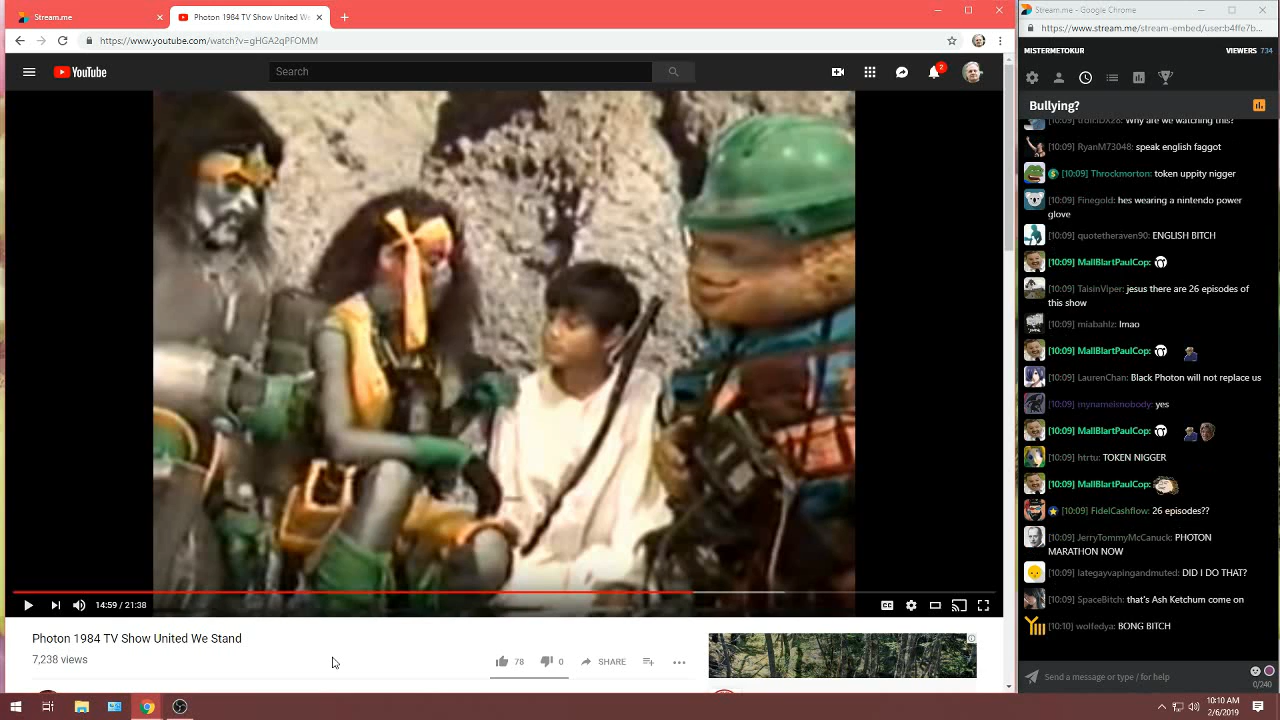 Stream.me
Photon 1984 TV Show United We
https://www.youtube.com/watch?v=gHGA2qPFOMM
YouTube
Search
2
14:59 / 21:38
CC
Photon 1984 TV Show United We Stand
7,238 views
78
0
SHARE
Stream.me - Google Chrome
https://www.stream.me/stream-embed/user:b4ffe7b...
MISTERMETOKUR
VIEWERS 734
Bullying?
Why are we watching this?
[10:09] RyanM73048: speak english faggot
[10:09] Throckmorton: token uppity nigger
[10:09] Finegold: hes wearing a nintendo power
glove
[10:09] quotetheraven90: ENGLISH BITCH
[10:09] MallBlartPaulCop:
[10:09] TaisinViper: jesus there are 26 episodes of
this show
[10:09] miabahlz: lmao
[10:09] MallBlartPaulCop:
[10:09] LaurenChan: Black Photon will not replace us
[10:09] mynameisnobody: yes
[10:09] MallBlartPaulCop:
[10:09] htrtu: TOKEN NIGGER
[10:09] MallBlartPaulCop:
[10:09] FidelCashflow: 26 episodes??
[10:09] JerryTommyMcCanuck: PHOTON
MARATHON NOW
[10:09] lategayvapingandmuted: DID I DO THAT?
[10:09] SpaceBitch: that's Ash Ketchum come on
[10:10] wolfedya: BONG BITCH
Send a message or type / for help
0/240
10:10 AM
2/6/2019